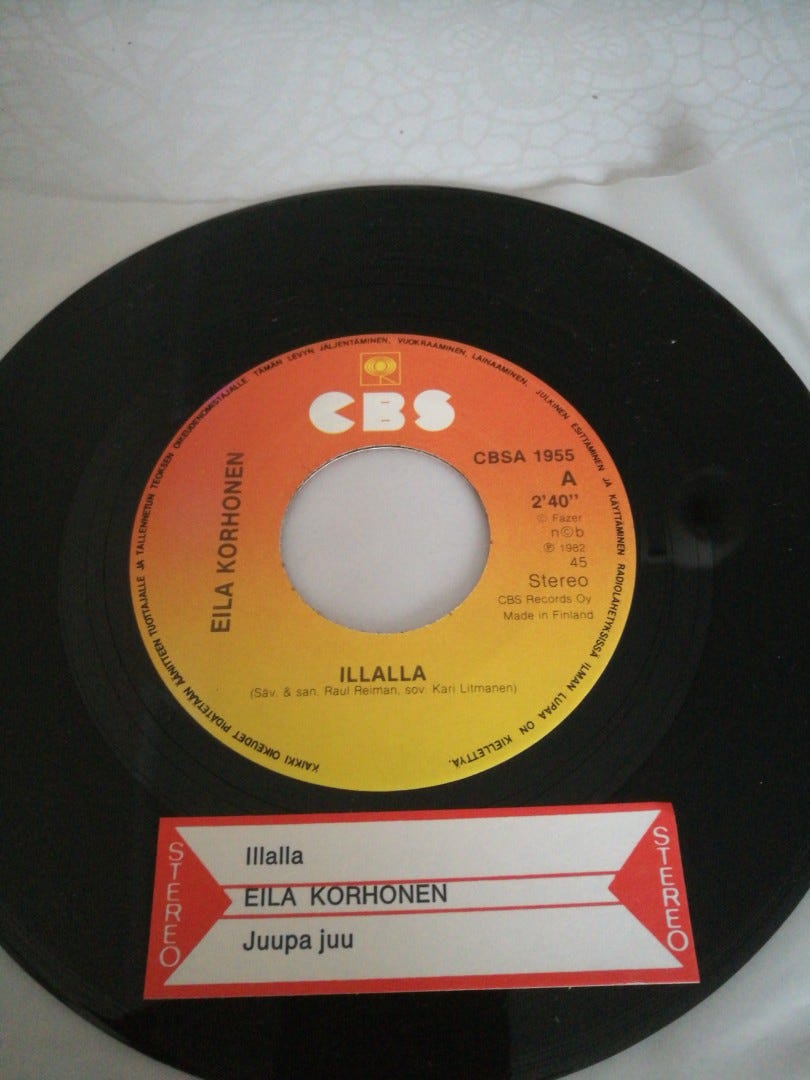 KAIKKI OIKEUDET PIDÄTETÄÄN ÄÄNITTEEN TUOTTAJALLE JA TALLENNETUN TEOKSEN OIKEUDENOMISTAJALLE. TÄMÄN LEVYN JÄLJENTÄMINEN, VUOKRAAMINEN, LAINAAMINEN, JULKINEN ESITTÄMINEN JA KÄYTTÄMINEN RADIOLÄHETYKSISSÄ ILMAN LUPAA ON KIELLETTYÄ.
CBS
EILA KORHONEN
CBSA 1955
A
2'40"
© Fazer
n©b
℗ 1982
45
Stereo
CBS Records Oy
Made in Finland
ILLALLA
(Säv. & san. Raul Reiman, sov. Kari Litmanen)
STEREO
Illalla
EILA KORHONEN
Juupa juu
STEREO